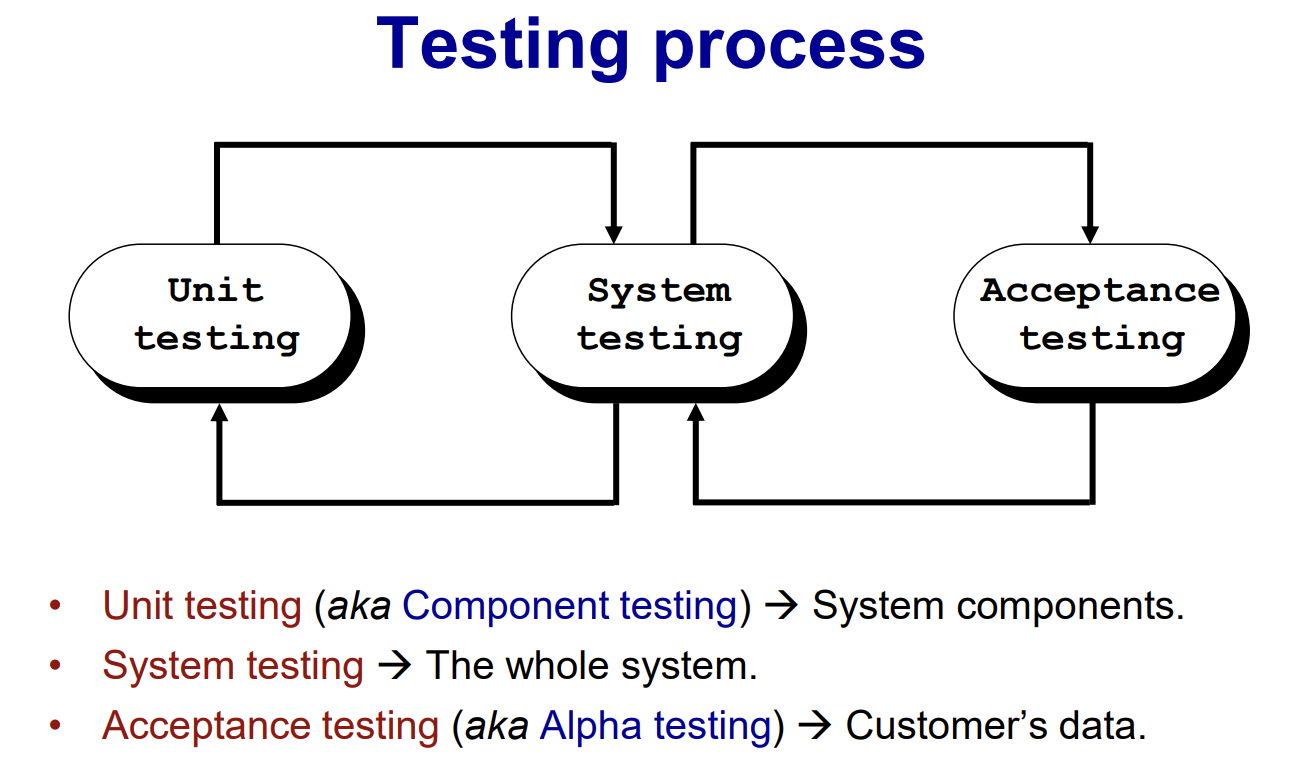 Testing process
Unit
testing
System
testing
Acceptance
testing
• Unit testing (aka Component testing) → System components.
• System testing → The whole system.
• Acceptance testing (aka Alpha testing) → Customer’s data.